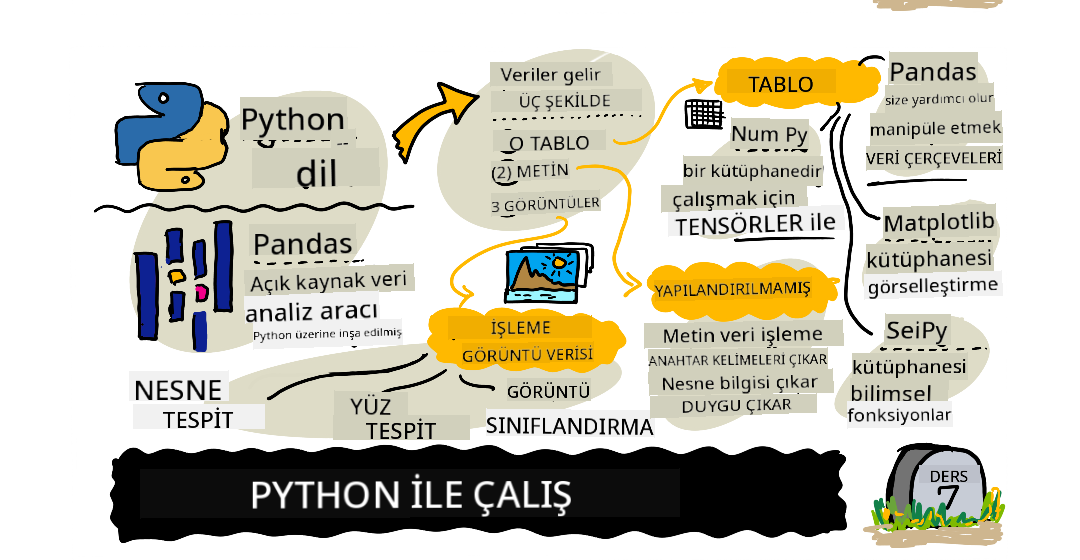 Python
dil
Pandas
Açık kaynak veri
analiz aracı
Python üzerine inşa edilmiş
Veriler gelir
ÜÇ ŞEKİLDE
O TABLO
(2) METİN
3 GÖRÜNTÜLER
TABLO
Num Py
bir kütüphanedir
çalışmak için
TENSÖRLER ile
Pandas
size yardımcı olur
manipüle etmek
VERİ ÇERÇEVELERİ
Matplotlib
kütüphanesi
görselleştirme
SeiPy
kütüphanesi
bilimsel
fonksiyonlar
YAPILANDIRILMAMIŞ
Metin veri işleme
ANAHTAR KELİMELERİ ÇIKAR
Nesne bilgisi çıkar
DUYGU ÇIKAR
İŞLEME
GÖRÜNTÜ VERİSİ
NESNE
TESPİT
YÜZ
TESPİT
GÖRÜNTÜ
SINIFLANDIRMA
PYTHON İLE ÇALIŞ
DERS
7